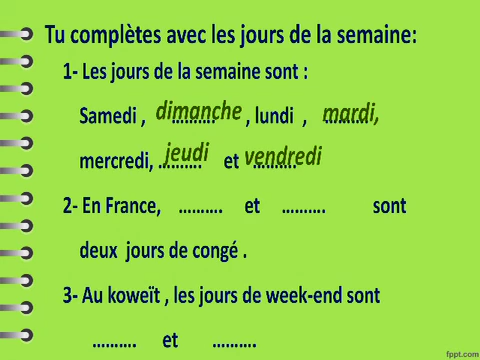 Tu complètes avec les jours de la semaine:
1- Les jours de la semaine sont :
Samedi , dimanche , lundi , mardi,
mercredi, jeudi et vendredi
2- En France, .......... et .......... sont
deux jours de congé .
3- Au koweït , les jours de week-end sont
.......... et ..........
fppt.com